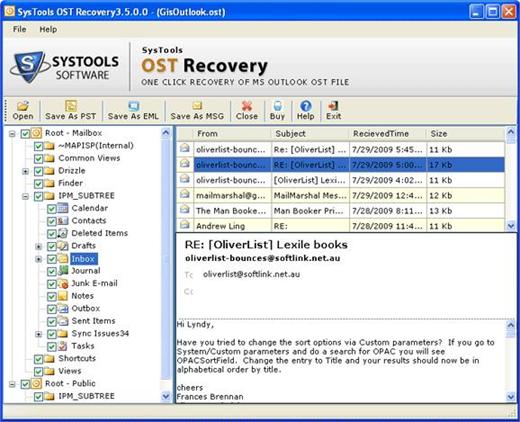 SysTools OST Recovery3.5.0.0 - (GisOutlook.ost)
File Help
S
SYSTOOLS
SOFTWARE
SysTools
OST Recovery
ONE CLICK RECOVERY OF MS OUTLOOK OST FILE
Open Save As PST Save As EML Save As MSG Close Buy Help Exit
Root - Mailbox
~MAPISP(Internal)
Common Views
Drizzle
Finder
IPM_SUBTREE
Calendar
Contacts
Deleted Items
Drafts
Inbox
Journal
Junk E-mail
Notes
Outbox
Sent Items
Sync Issues34
Tasks
Shortcuts
Views
Root - Public
IPM_SUBTREE
From Subject RecievedTime Size
oliverlist-bounc... Re: [OliverList] ... 7/29/2009 5:45... 11 Kb
oliverlist-bounc... RE: [OliverList] ... 7/29/2009 5:00... 17 Kb
oliverlist-bounc... [OliverList] Lexi... 7/29/2009 4:02... 11 Kb
mailmarshal@g... MailMarshal Mes... 7/29/2009 12:4... 12 Kb
The Man Booke... Man Booker Pri... 7/28/2009 8:11... 13 Kb
Andrew Ling RE: 7/28/2009 11:4... 11 Kb
RE: [OliverList] Lexile books
oliverlist-bounces@softlink.net.au
To oliverlist@softlink.net.au
Cc
Hi Lyndy,
Have you tried to change the sort options via Custom parameters? If you go to
System/Custom parameters and do a search for OPAC you will see
OPACSortField. Change the entry to Title and your results should now be in
alphabetical order by title.
cheers
Frances Brennan